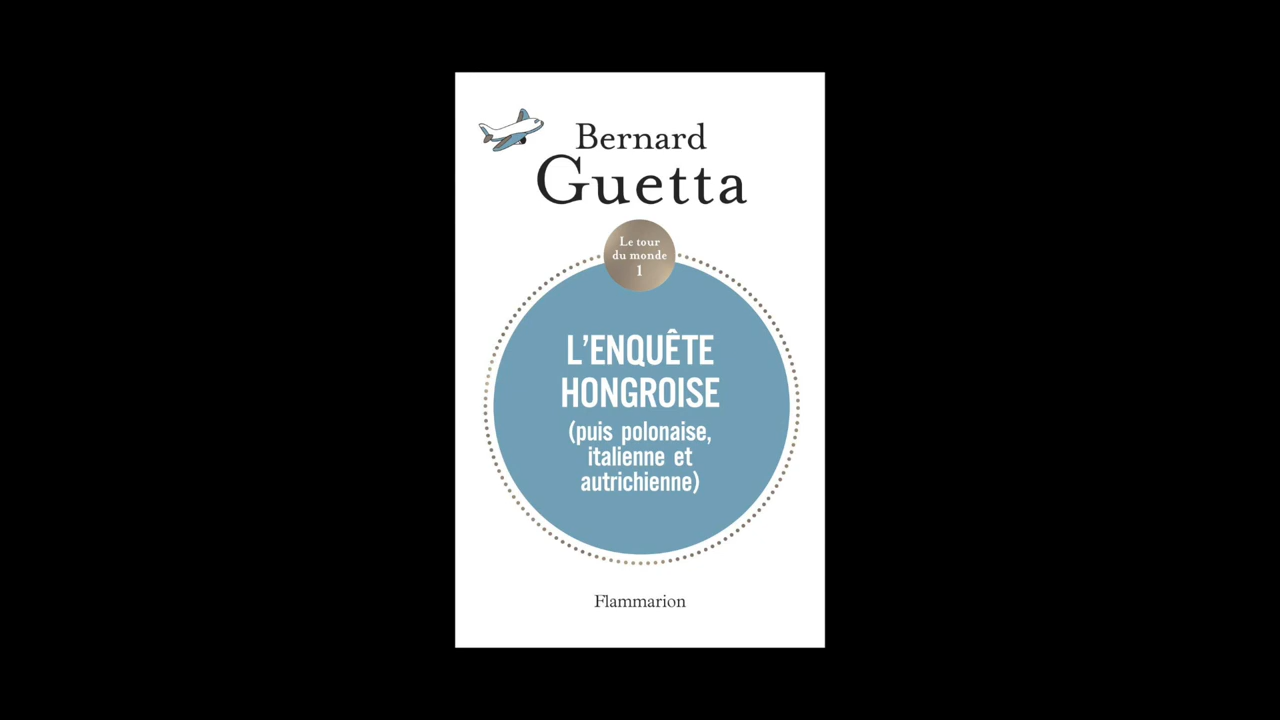 Bernard
Guetta
Le tour
du monde
1
L'ENQUÊTE
HONGROISE
(puis polonaise,
italienne et
autrichienne)
Flammarion